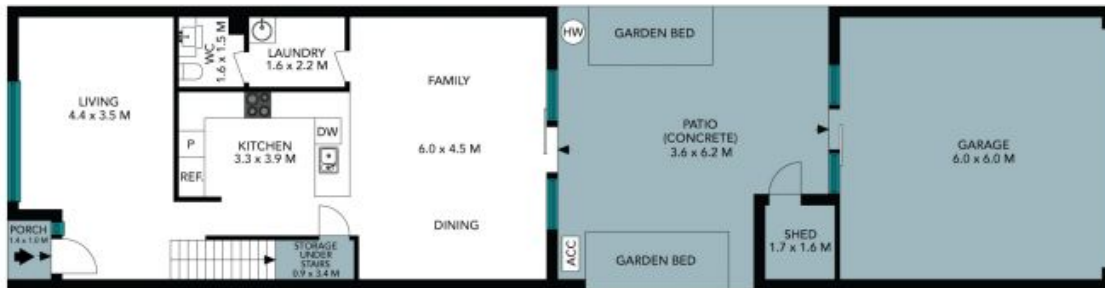 LIVING
4.4 x 3.5 M
WC
1.6 x 1.5 M
LAUNDRY
1.6 x 2.2 M
P
REF.
KITCHEN
3.3 x 3.9 M
DW
FAMILY
6.0 x 4.5 M
DINING
PORCH
1.4 x 1.0 M
STORAGE
UNDER
STAIRS
0.9 x 3.4 M
HW
GARDEN BED
PATIO
(CONCRETE)
3.6 x 6.2 M
ACC
GARDEN BED
SHED
1.7 x 1.6 M
GARAGE
6.0 x 6.0 M